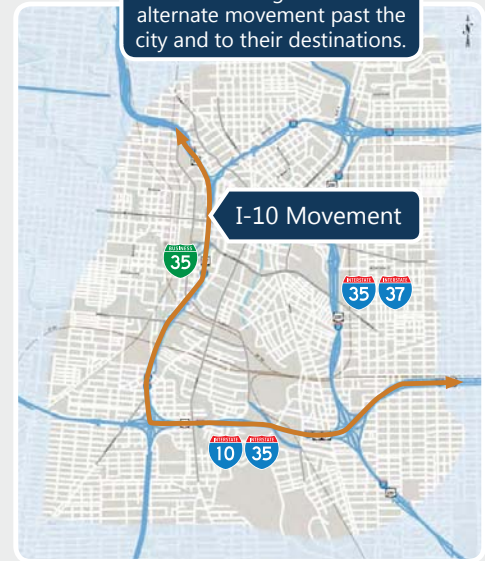 alternate movement past the
city and to their destinations.
I-10 Movement
BUSINESS
35
INTERSTATE
35
INTERSTATE
37
INTERSTATE
10
INTERSTATE
35